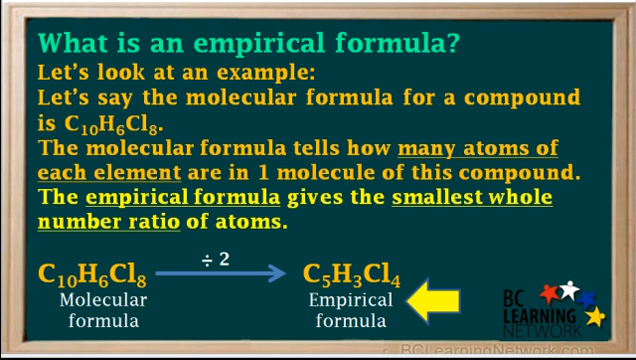 What is an empirical formula?
Let's look at an example:
Let's say the molecular formula for a compound
is C₁₀H₆Cl₈.
The molecular formula tells how many atoms of
each element are in 1 molecule of this compound.
The empirical formula gives the smallest whole
number ratio of atoms.
÷ 2
C₁₀H₆Cl₈ C₅H₃Cl₄
Molecular Empirical
formula formula
BC
LEARNING
NETWORK
BCLearningNetwork.com